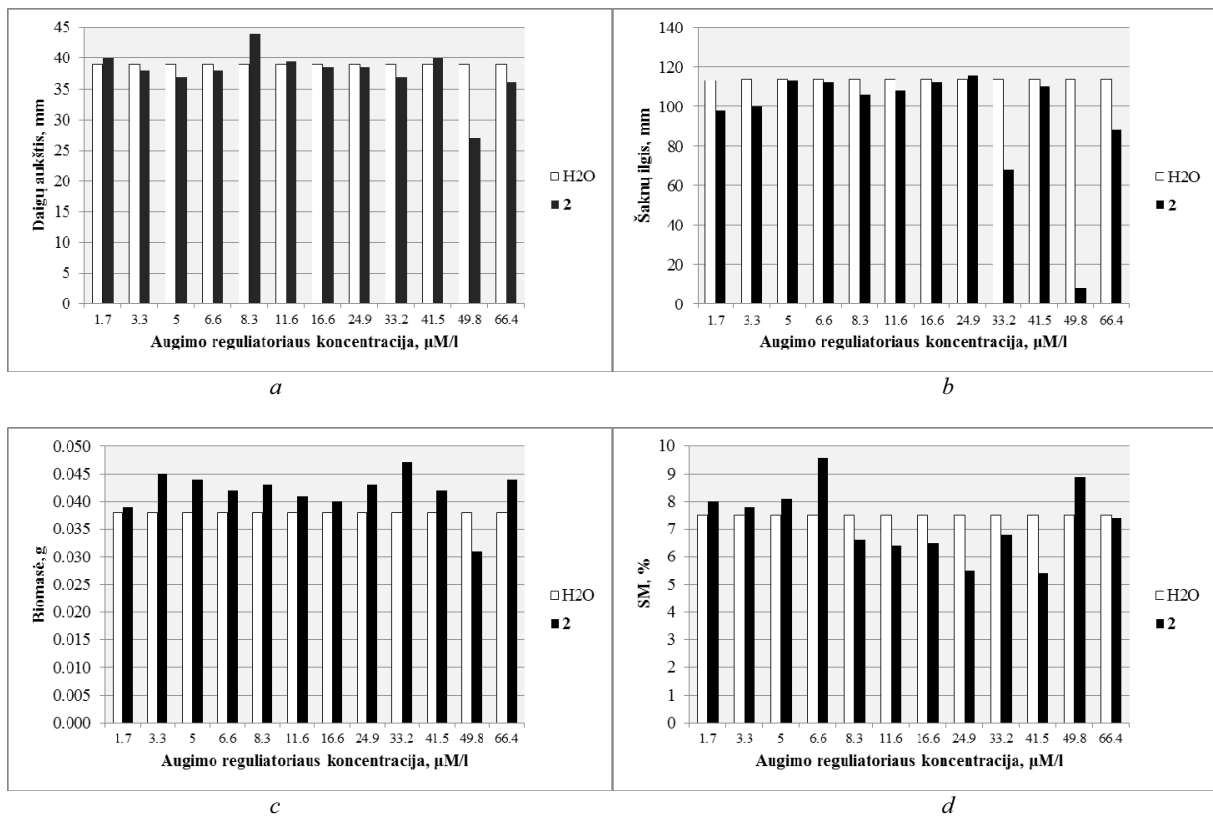 45
40
35
30
25
20
15
10
5
0
Daigų aukštis, mm
1.7 3.3 5 6.6 8.3 11.6 16.6 24.9 33.2 41.5 49.8 66.4
Augimo reguliatoriaus koncentracija, µM/l
H2O
2
a
140
120
100
80
60
40
20
0
Šaknų ilgis, mm
1.7 3.3 5 6.6 8.3 11.6 16.6 24.9 33.2 41.5 49.8 66.4
Augimo reguliatoriaus koncentracija, µM/l
H2O
2
b
0.050
0.045
0.040
0.035
0.030
0.025
0.020
0.015
0.010
0.005
0.000
Biomasė, g
1.7 3.3 5 6.6 8.3 11.6 16.6 24.9 33.2 41.5 49.8 66.4
Augimo reguliatoriaus koncentracija, µM/l
H2O
2
c
10
9
8
7
6
5
4
3
2
1
0
SM, %
1.7 3.3 5 6.6 8.3 11.6 16.6 24.9 33.2 41.5 49.8 66.4
Augimo reguliatoriaus koncentracija, µM/l
H2O
2
d